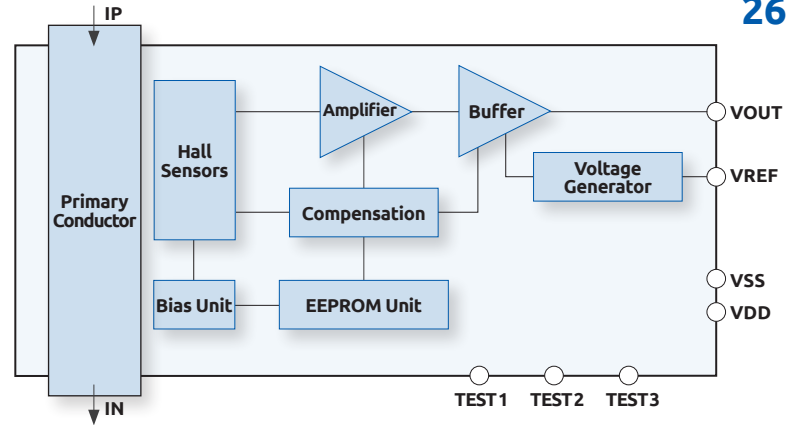 26
IP
Primary
Conductor
IN
Hall
Sensors
Amplifier
Buffer
VOUT
Voltage
Generator
VREF
Compensation
Bias Unit
EEPROM Unit
VSS
VDD
TEST1
TEST2
TEST3